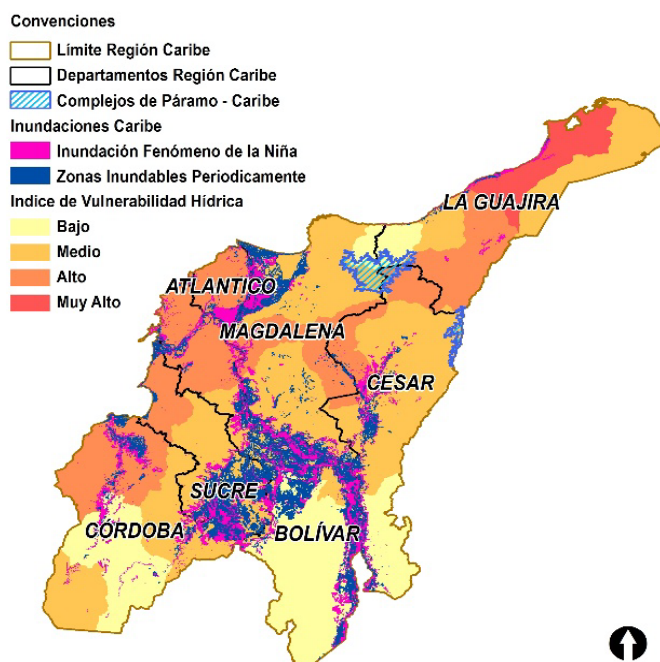 Convenciones
Límite Región Caribe
Departamentos Región Caribe
Complejos de Páramo - Caribe
Inundaciones Caribe
Inundación Fenómeno de la Niña
Zonas Inundables Periodicamente
Indice de Vulnerabilidad Hídrica
Bajo
Medio
Alto
Muy Alto
LA GUAJIRA
ATLANTICO
MAGDALENA
CESAR
SUCRE
CÓRDOBA
BOLÍVAR